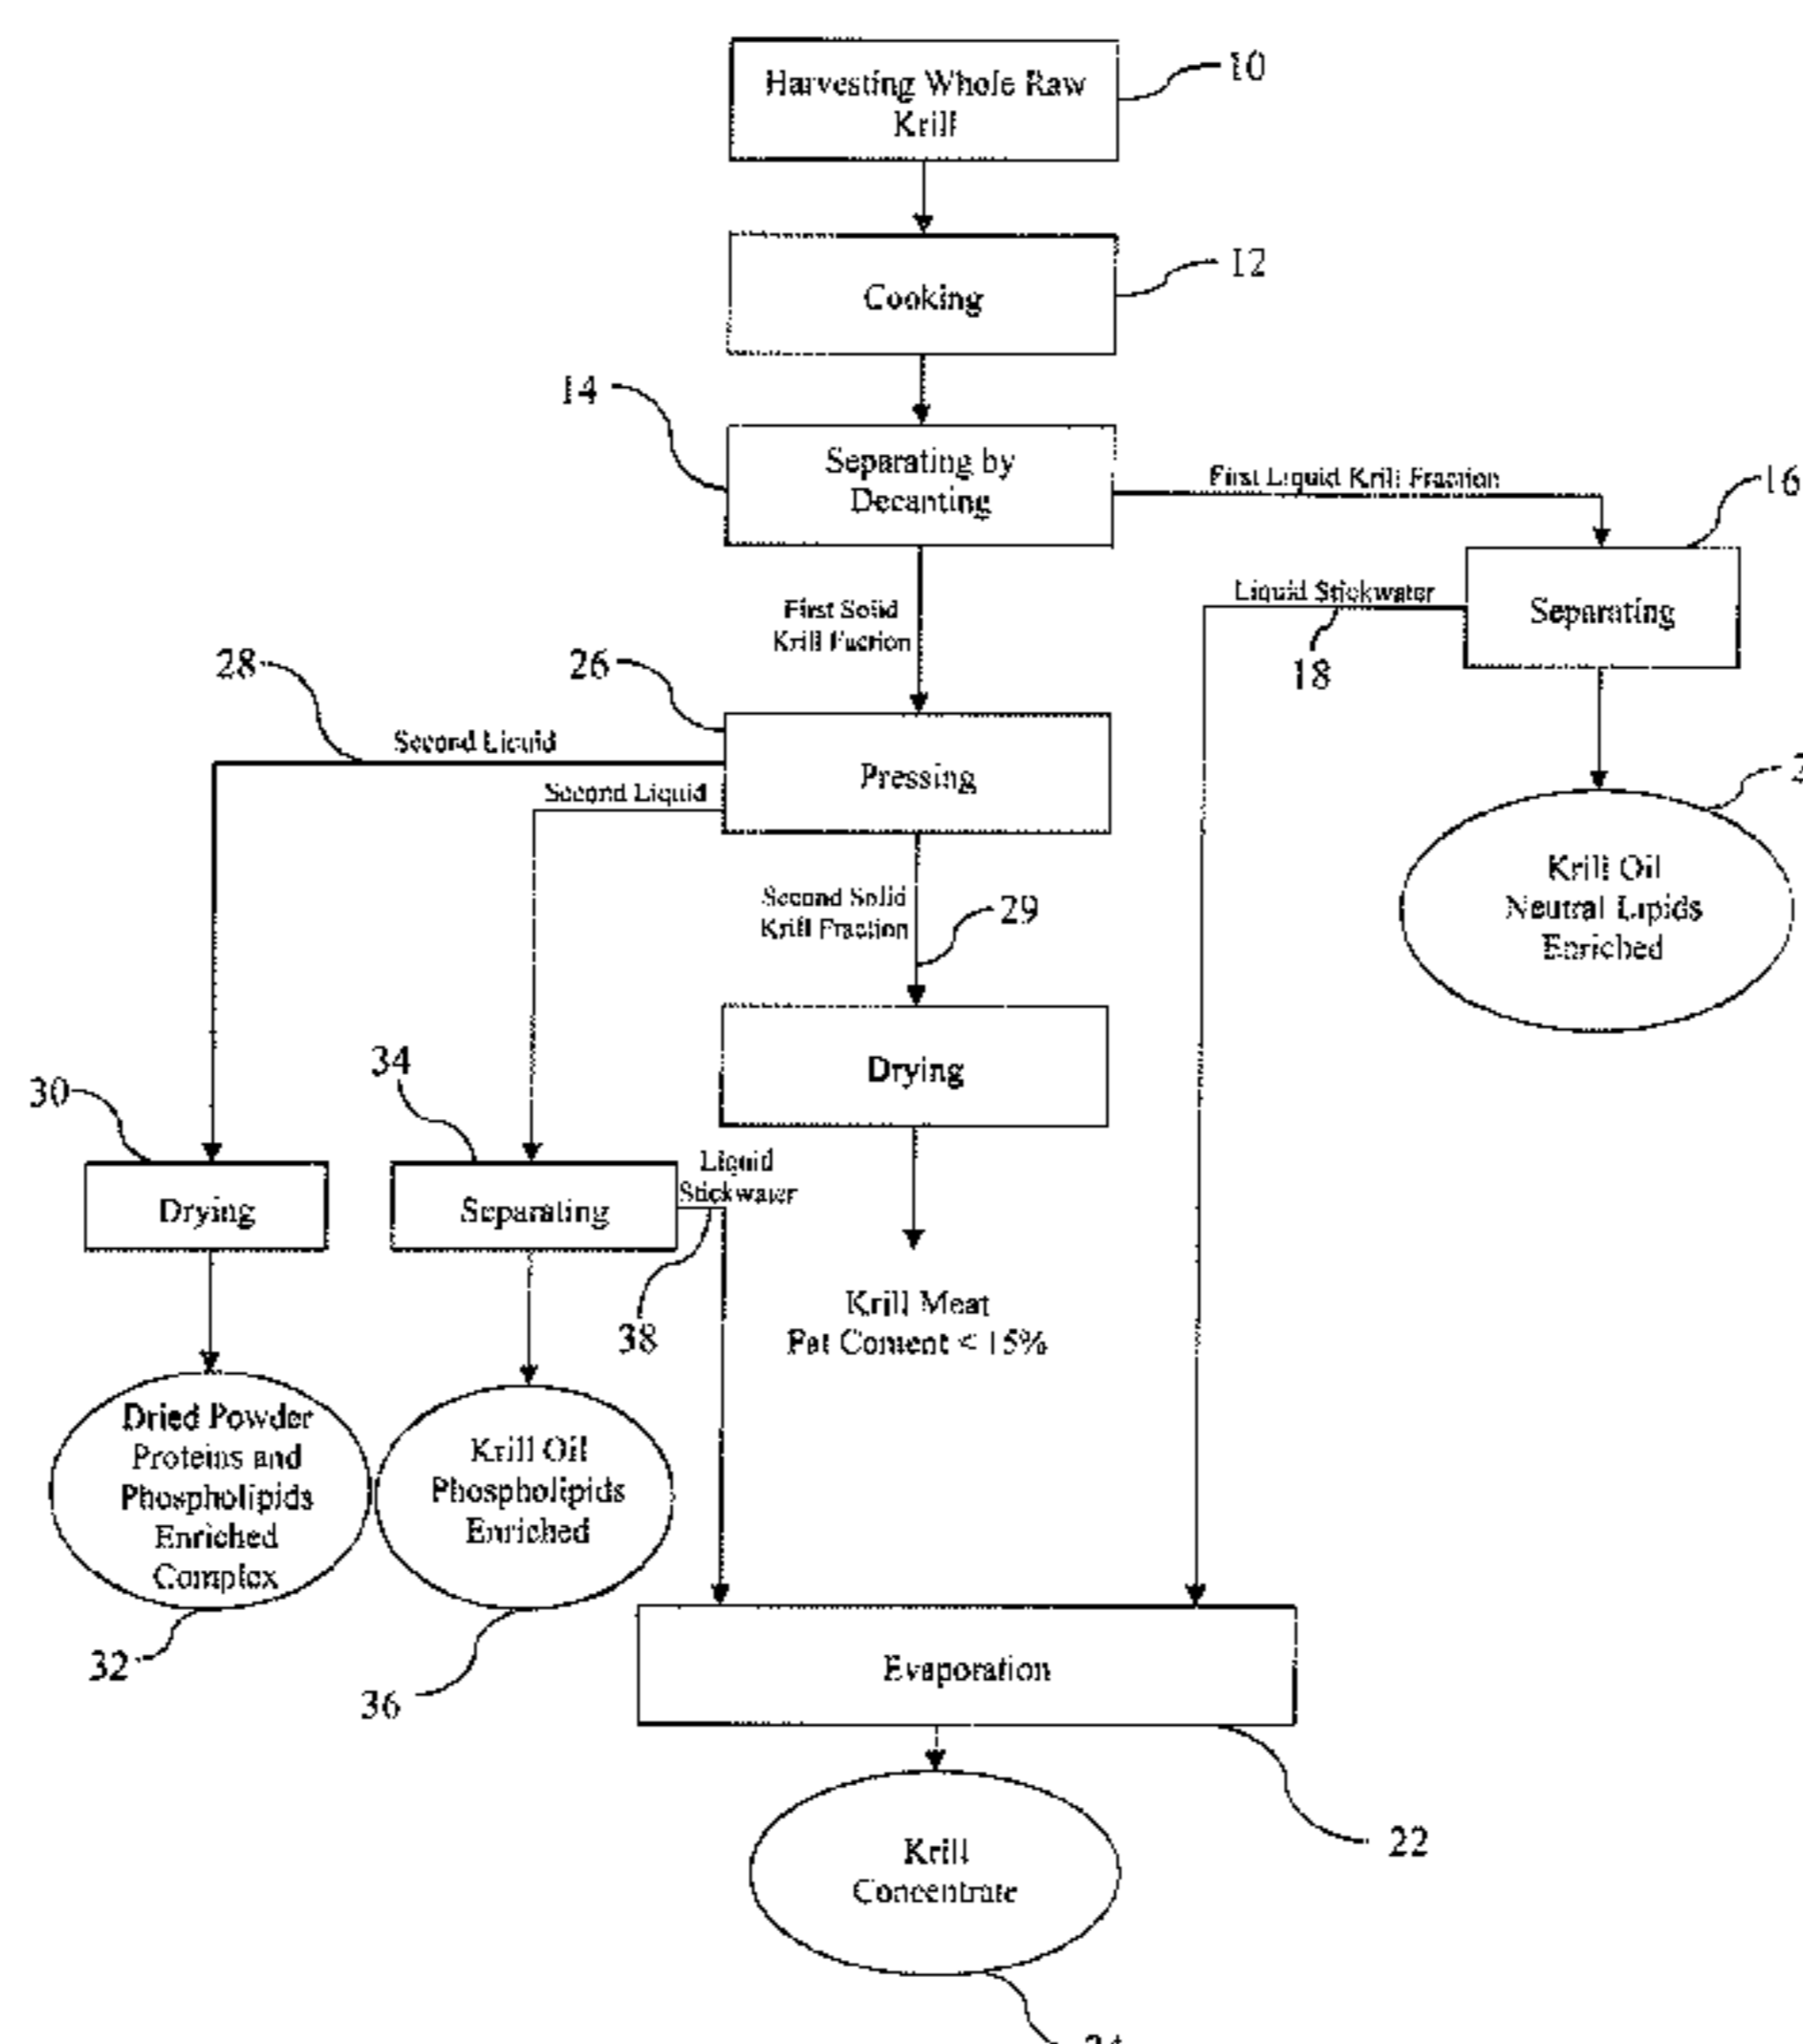 Harvesting Whole Raw
Krill
10
Cooking
12
14
Separating by
Decanting
First Liquid Krill Fraction
16
Liquid Stickwater
Separating
18
First Solid
Krill Fuction
28
26
Second Liquid
Pressing
Second Liquid
2
Krill Oil
Neutral Lipids
Enriched
Second Solid
Krill Fraction
29
Drying
30
34
Drying
Separating
Liquid
Stickwater
38
Krill Meat
Fat Content < 15%
Dried Powder
Proteins and
Phospholipids
Enriched
Complex
Krill Oil
Phospholipids
Enriched
32
36
Evaporation
22
Krill
Concentrate